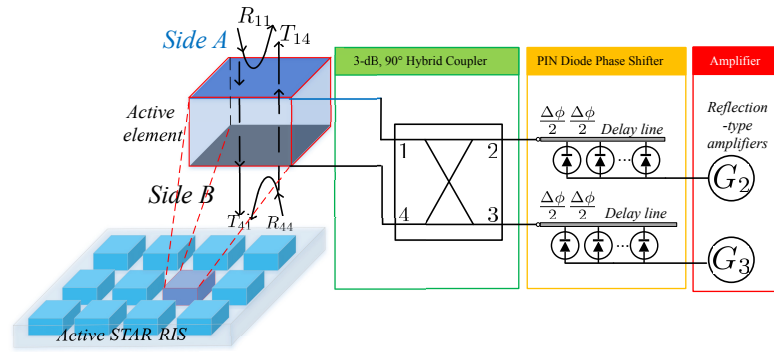 R11
T14
Side A
Active
element
Side B
T41
R44
Active STAR RIS
3-dB, 90° Hybrid Coupler
1
2
4
3
PIN Diode Phase Shifter
Δϕ/2 Δϕ/2 Delay line
...
Δϕ/2 Δϕ/2 Delay line
...
Amplifier
Reflection
-type
amplifiers
G2
G3